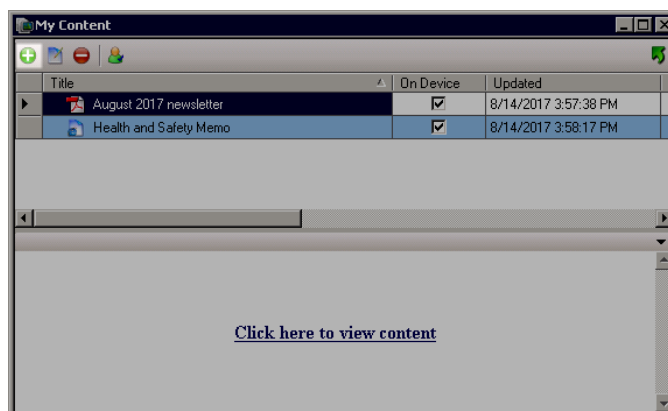 My Content
Title On Device Updated
August 2017 newsletter 8/14/2017 3:57:38 PM
Health and Safety Memo 8/14/2017 3:58:17 PM
Click here to view content